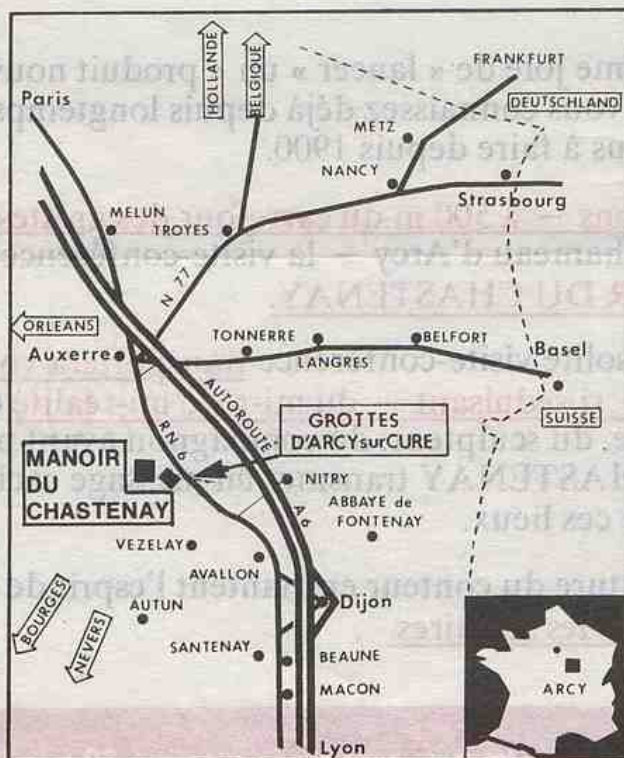 HOLLANDE
BELGIQUE
FRANKFURT
Paris
DEUTSCHLAND
METZ
NANCY
Strasbourg
MELUN
TROYES
N 77
ORLEANS
TONNERRE
BELFORT
Auxerre
LANGRES
Basel
AUTOROUTE
SUISSE
GROTTES
D'ARCY sur CURE
RN 6
MANOIR
DU
CHASTENAY
NITRY
A6
ABBAYE de
FONTENAY
VEZELAY
AVALLON
BOURGES
AUTUN
Dijon
NEVERS
SANTENAY
BEAUNE
ARCY
MACON
Lyon